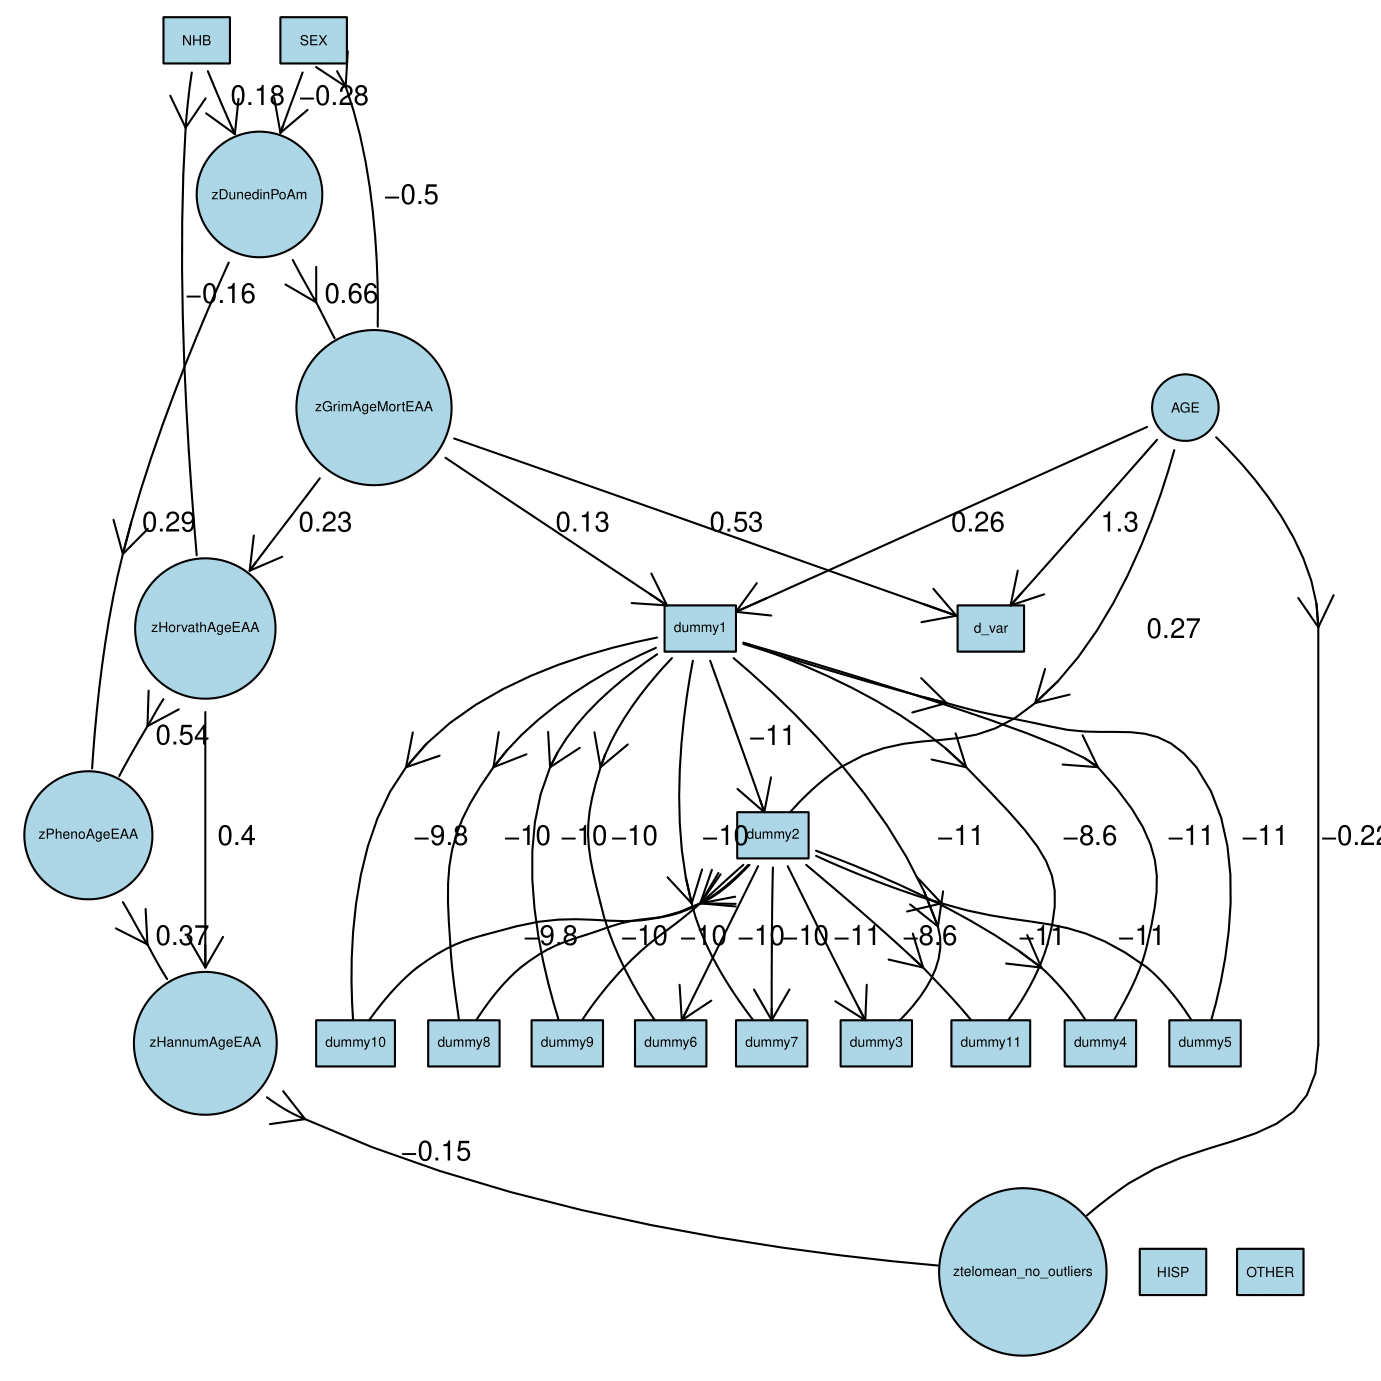 NHB
SEX
0.18
−0.28
zDunedinPoAm
−0.5
−0.16
0.66
zGrimAgeMortEAA
AGE
0.29
0.23
0.13
0.53
0.26
1.3
zHorvathAgeEAA
dummy1
d_var
0.27
0.54
−11
zPhenoAgeEAA
0.4
−9.8
−10
−10
−10
−10
dummy2
−11
−8.6
−11
−11
−0.22
0.37
−9.8
−10
−10
−10
−10
−11
−8.6
−11
−11
zHannumAgeEAA
dummy10
dummy8
dummy9
dummy6
dummy7
dummy3
dummy11
dummy4
dummy5
−0.15
ztelomean_no_outliers
HISP
OTHER